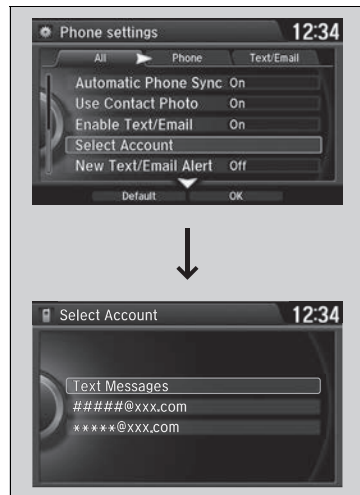 Phone settings 12:34
All Phone Text/Email
Automatic Phone Sync On
Use Contact Photo On
Enable Text/Email On
Select Account
New Text/Email Alert Off
Default OK
Select Account 12:34
Text Messages
#####@xxx.com
*****@xxx.com